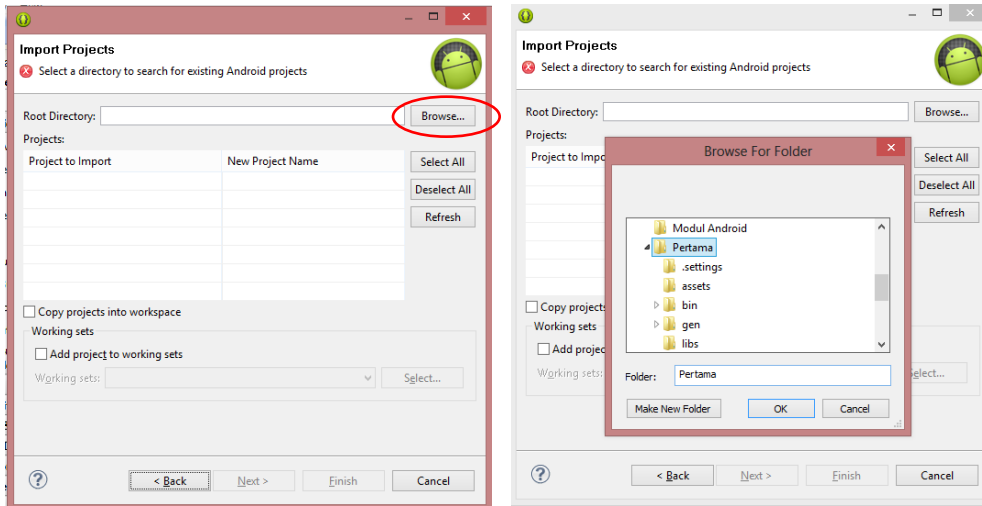 Import Projects
Select a directory to search for existing Android projects
Root Directory:
Browse...
Projects:
Project to Import New Project Name
Select All
Deselect All
Refresh
Copy projects into workspace
Working sets
Add project to working sets
Working sets:
Select...
< Back Next > Finish Cancel
Import Projects
Select a directory to search for existing Android projects
Root Directory:
Browse...
Projects:
Project to Impo
Select All
Deselect All
Refresh
Browse For Folder
Modul Android
Pertama
.settings
assets
bin
gen
libs
Folder: Pertama
Make New Folder OK Cancel
Copy projects
Working sets
Add projec
Working sets:
elect...
< Back Next > Finish Cancel